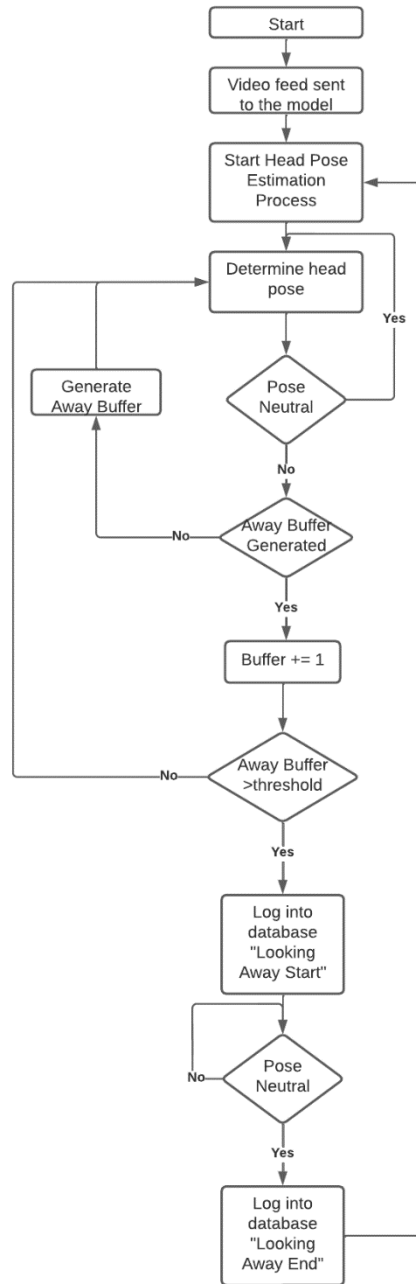 Start
Video feed sent
to the model
Start Head Pose
Estimation
Process
Determine head
pose
Yes
Generate
Away Buffer
Pose
Neutral
No
No
Away Buffer
Generated
Yes
Buffer += 1
No
Away Buffer
>threshold
Yes
Log into
database
"Looking
Away Start"
No
Pose
Neutral
Yes
Log into
database
"Looking
Away End"